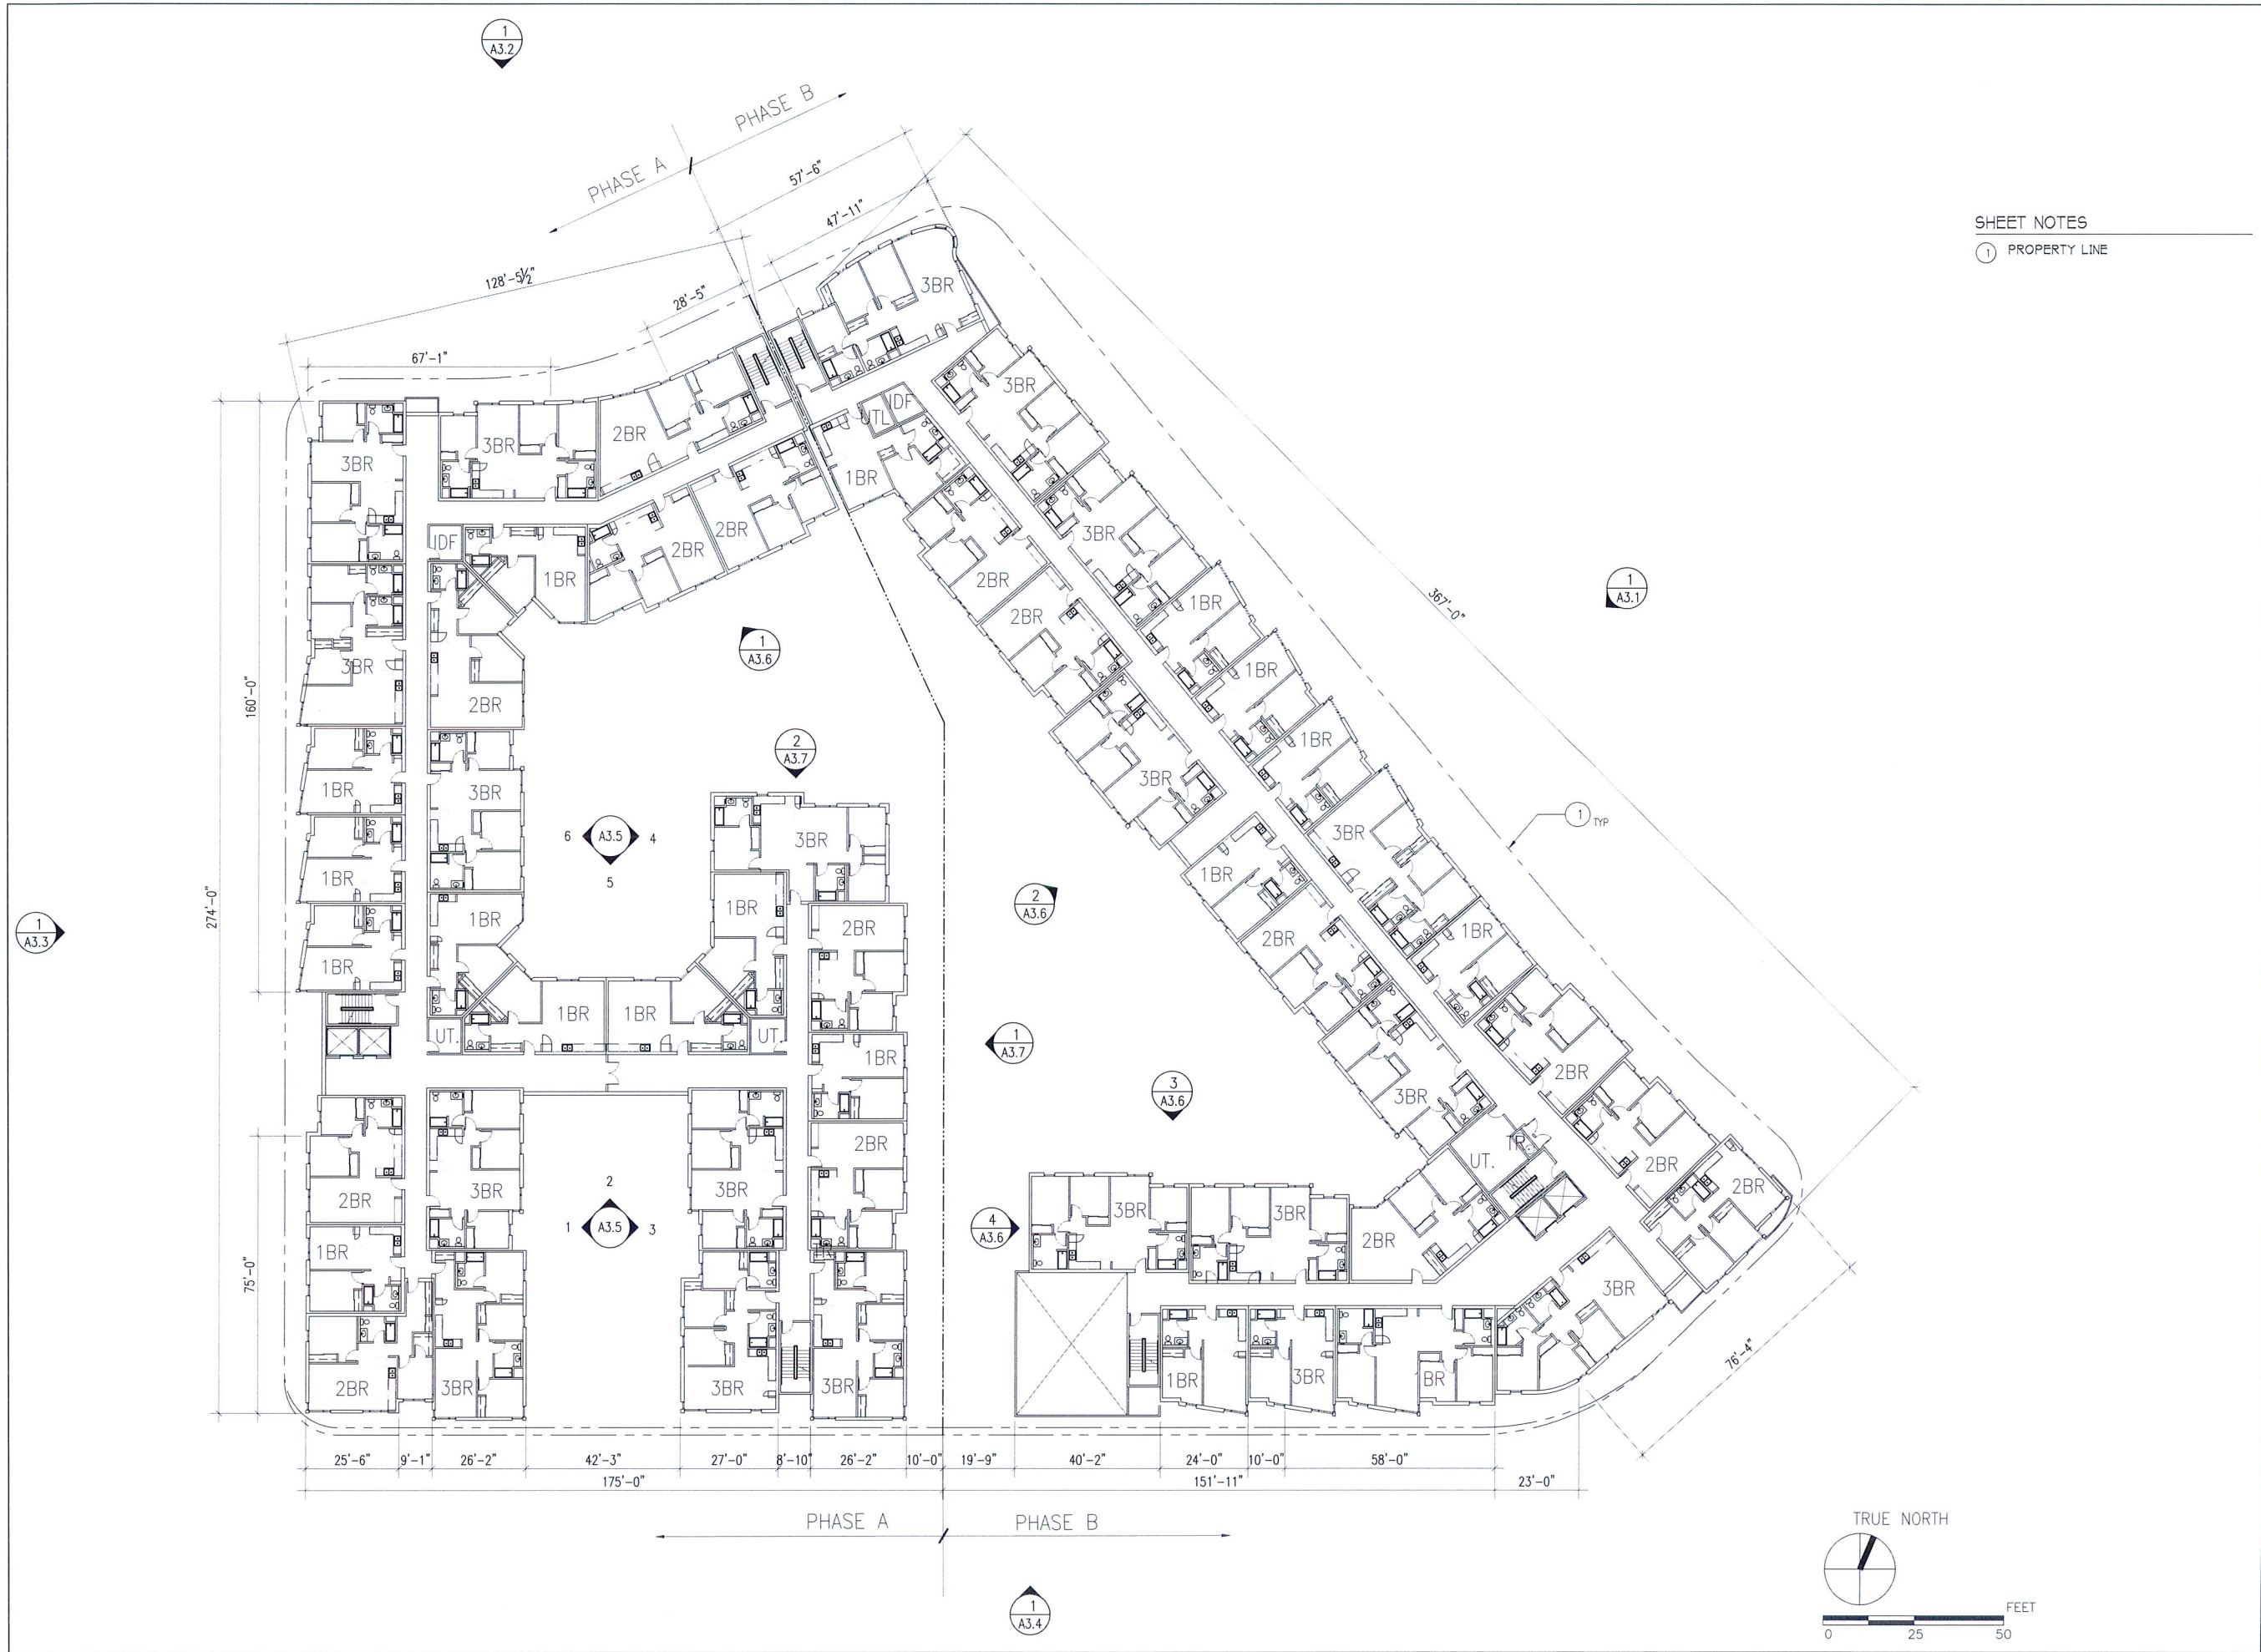 1
A3.2
PHASE A
PHASE B
57'-6"
47'-11"
128'-5½"
28'-5"
67'-1"
SHEET NOTES
1 PROPERTY LINE
3BR
3BR
3BR
3BR
2BR
UTL
IDF
1BR
2BR
2BR
IDF
1BR
2BR
3BR
2BR
3BR
2BR
1BR
1BR
1BR
3BR
367'-0"
1
A3.1
1
A3.6
2
A3.7
274'-0"
160'-0"
3BR
1BR
3BR
1BR
1BR
1BR
6 A3.5 4
5
3BR
1BR
2BR
1BR
3BR
1 TYP
1BR
2BR
1BR
2
A3.6
1
A3.3
1BR
1BR
UT.
UT.
1BR
1
A3.7
3
A3.6
3BR
2BR
2BR
2BR
UT.
TR
2BR
1BR
2BR
3BR
3BR
2BR
2
1 A3.5 3
75'-0"
4
A3.6
3BR
3BR
2BR
3BR
3BR
3BR
3BR
1BR
3BR
BR
76'-4"
25'-6" 9'-1" 26'-2" 42'-3" 27'-0" 8'-10" 26'-2" 10'-0" 19'-9" 40'-2" 24'-0" 10'-0" 58'-0"
175'-0" 151'-11" 23'-0"
PHASE A PHASE B
1
A3.4
TRUE NORTH
FEET
0 25 50